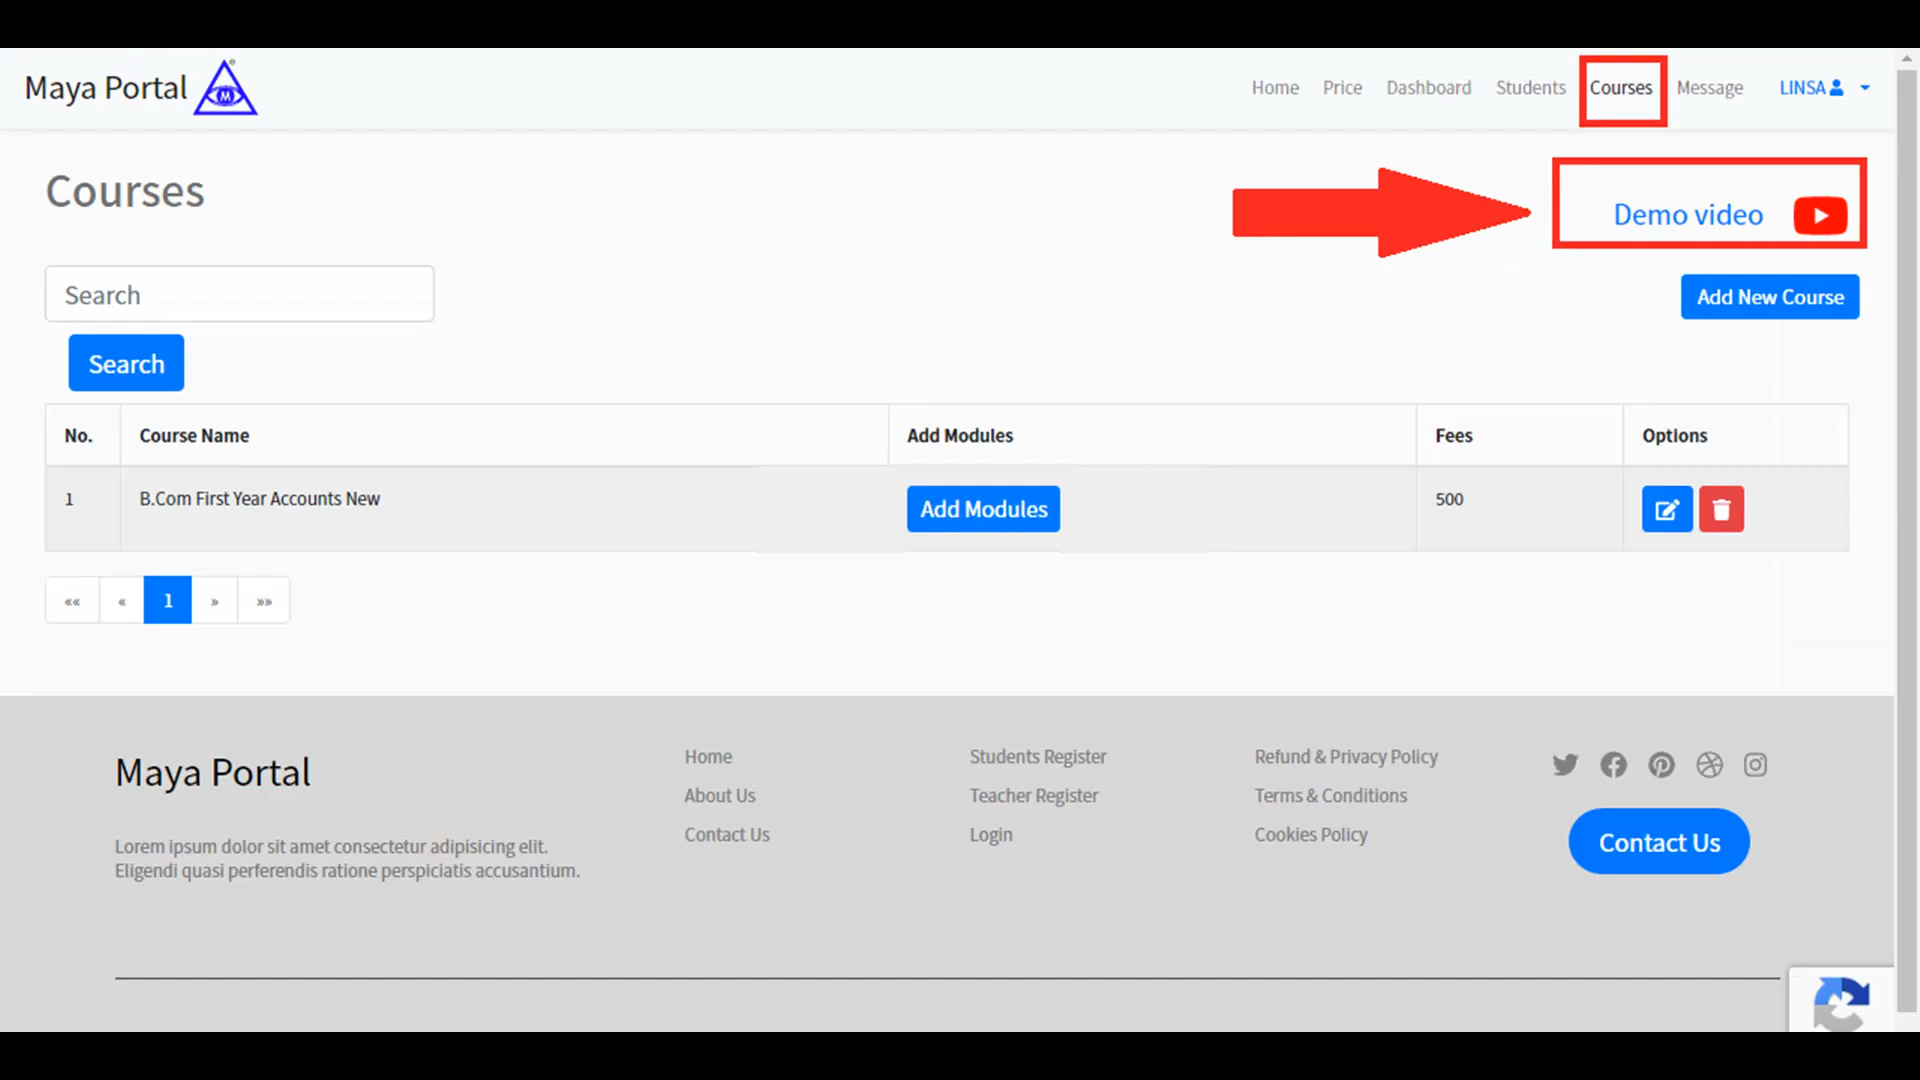 Maya Portal M
Home Price Dashboard Students Courses Message LINSA
Courses
Demo video
Search
Add New Course
Search
No. Course Name Add Modules Fees Options
1 B.Com First Year Accounts New Add Modules 500
«« « 1 » »»
Maya Portal
Lorem ipsum dolor sit amet consectetur adipisicing elit.
Eligendi quasi perferendis ratione perspiciatis accusantium.
Home
About Us
Contact Us
Students Register
Teacher Register
Login
Refund & Privacy Policy
Terms & Conditions
Cookies Policy
Contact Us